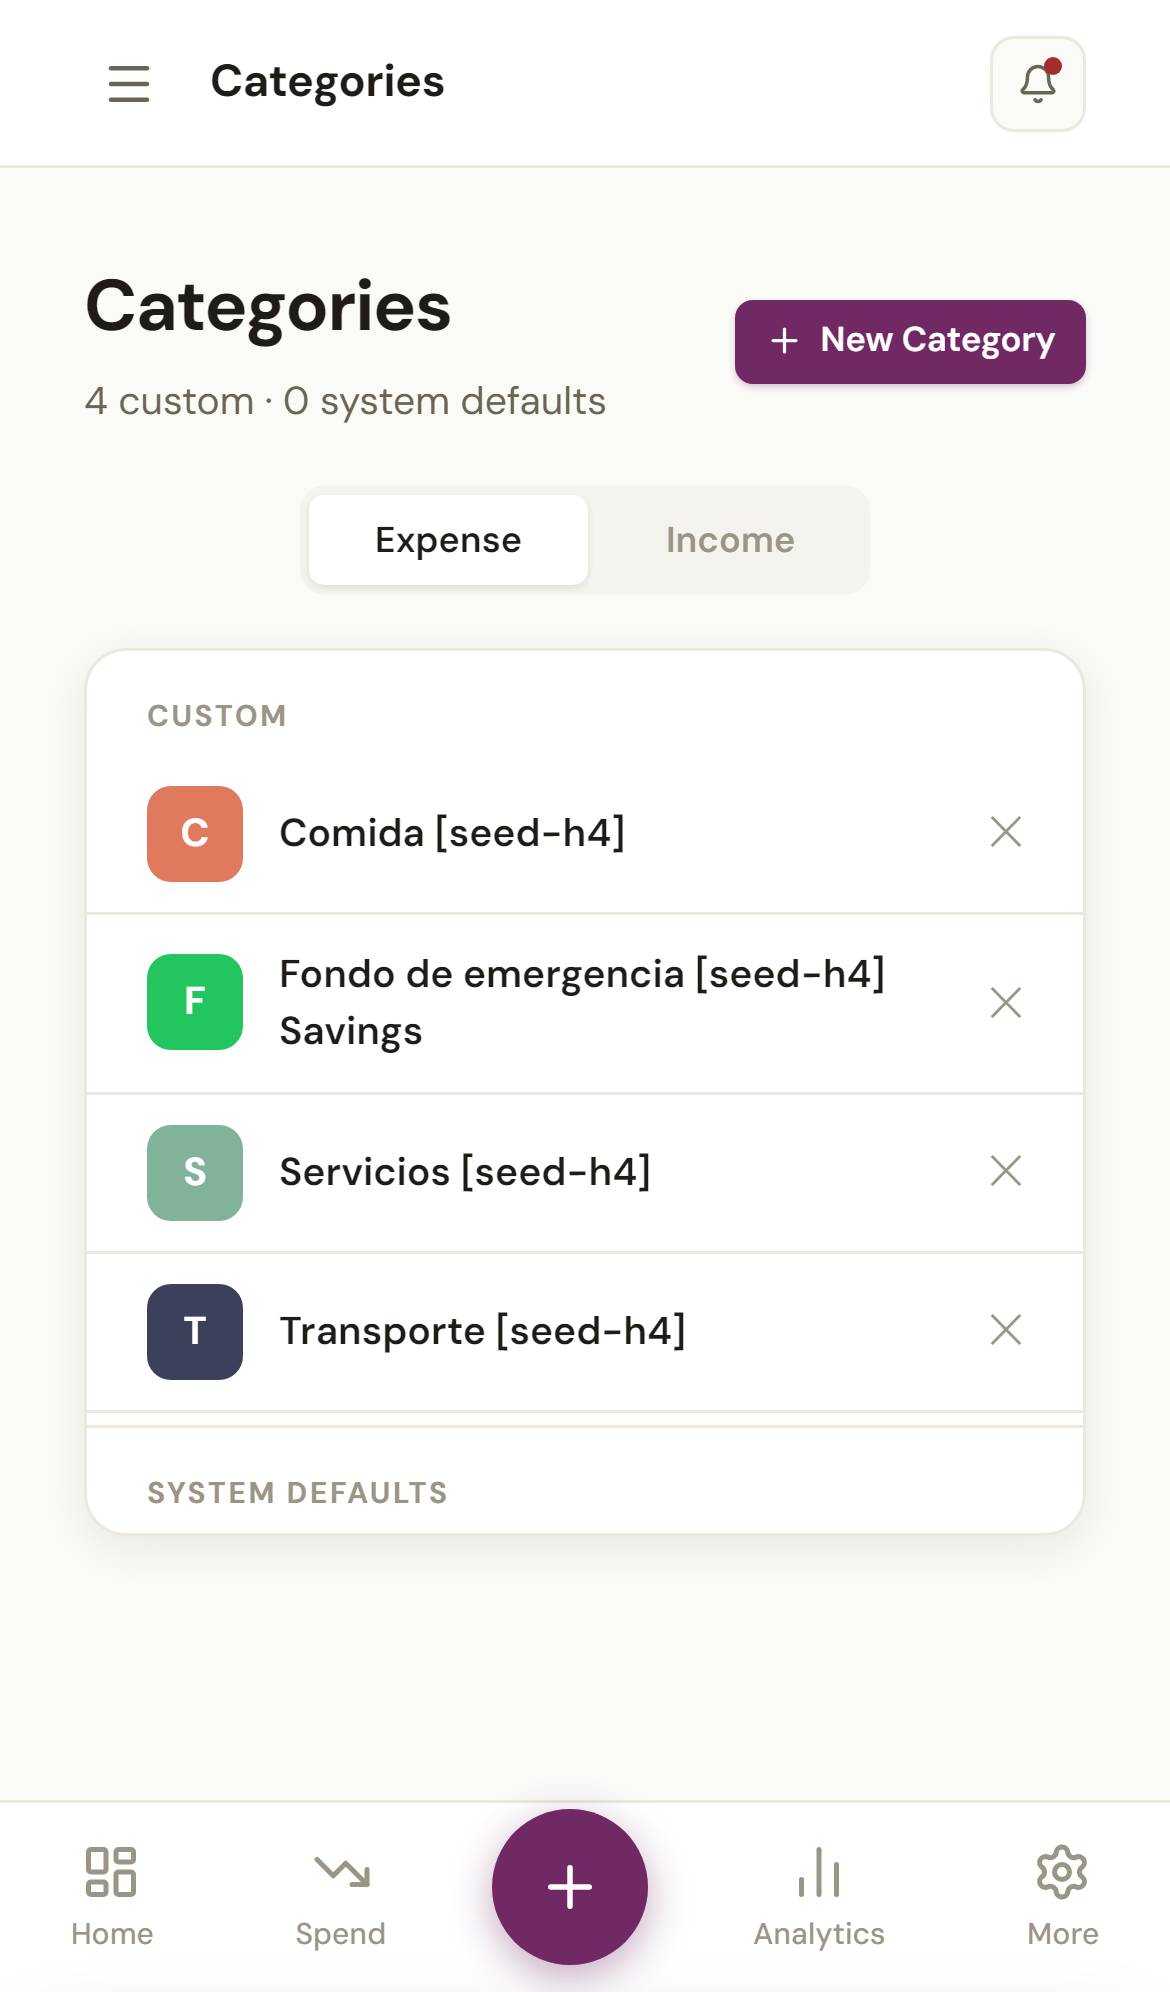 Categories
Categories
4 custom · 0 system defaults
+ New Category
Expense
Income
CUSTOM
C
Comida [seed-h4]
F
Fondo de emergencia [seed-h4]
Savings
S
Servicios [seed-h4]
T
Transporte [seed-h4]
SYSTEM DEFAULTS
Home
Spend
Analytics
More